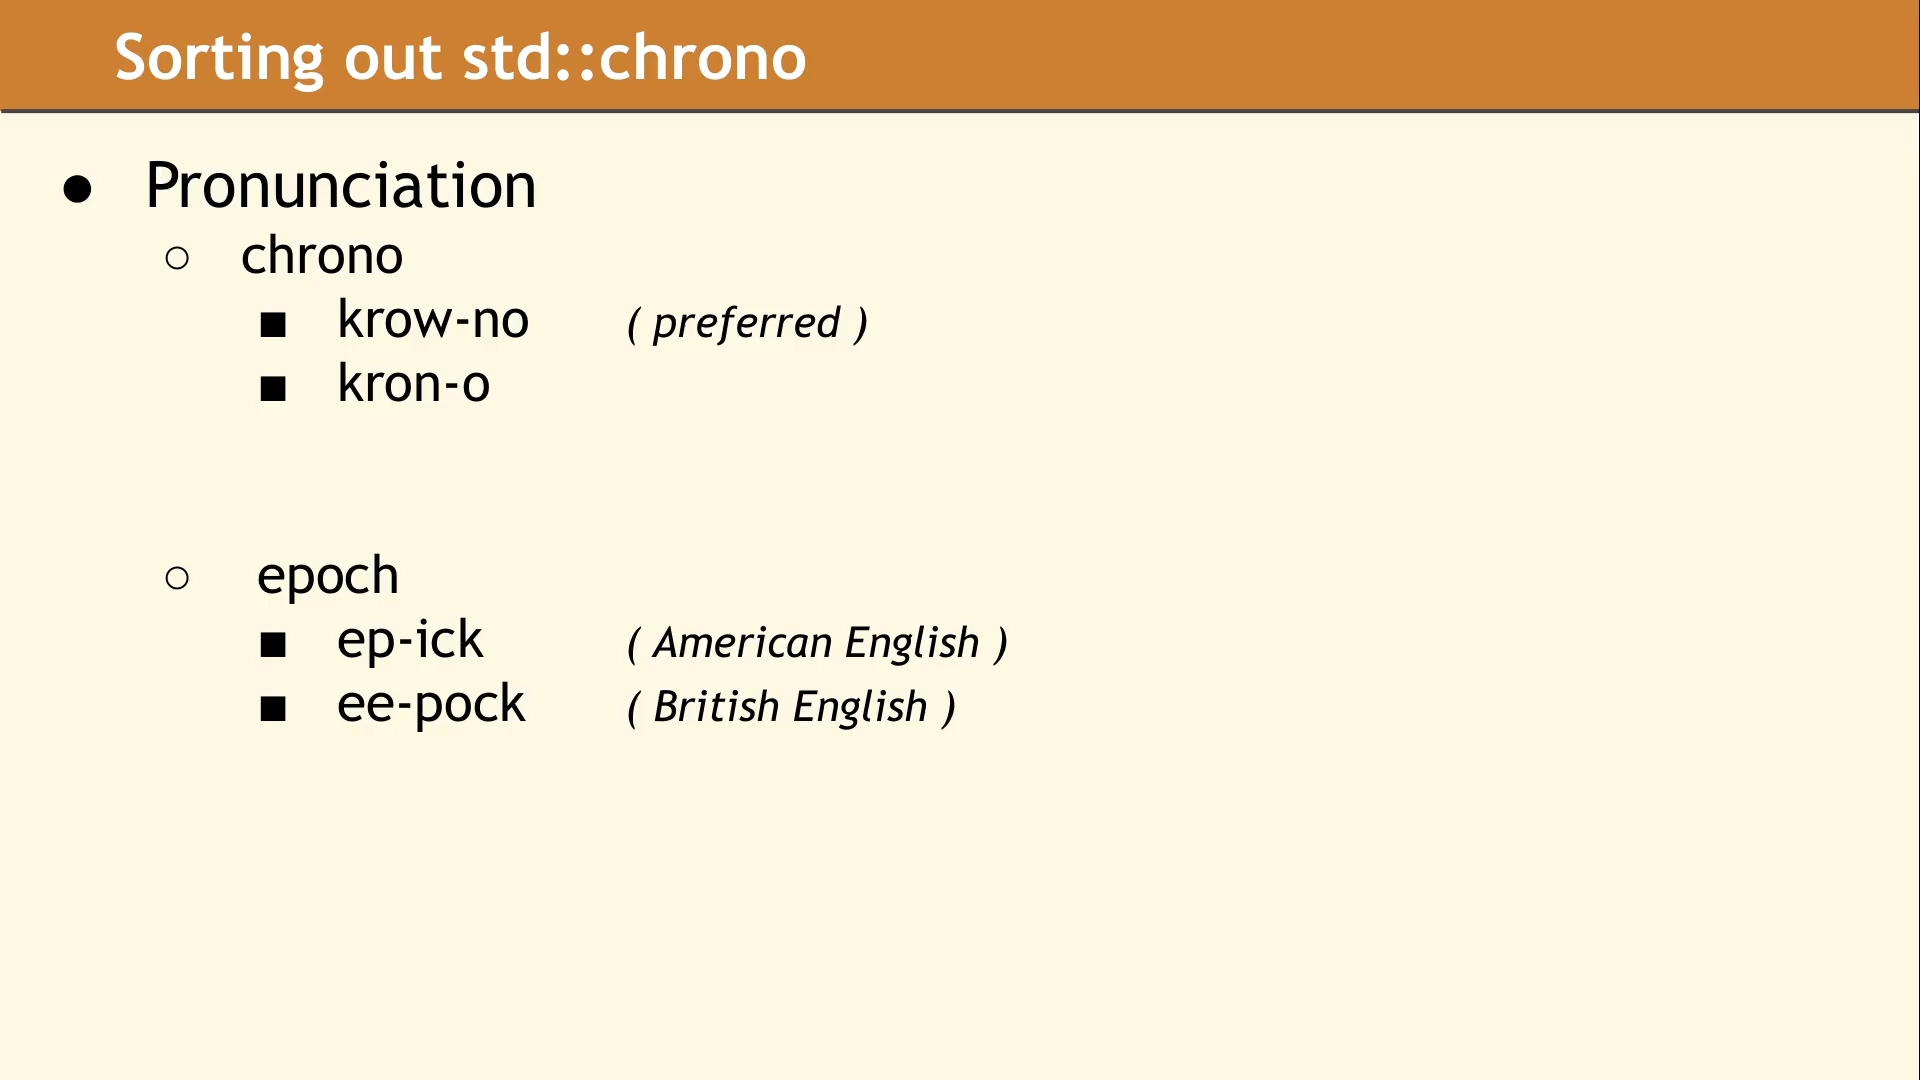 Sorting out std::chrono
● Pronunciation
○ chrono
■ krow-no ( preferred )
■ kron-o
○ epoch
■ ep-ick ( American English )
■ ee-pock ( British English )